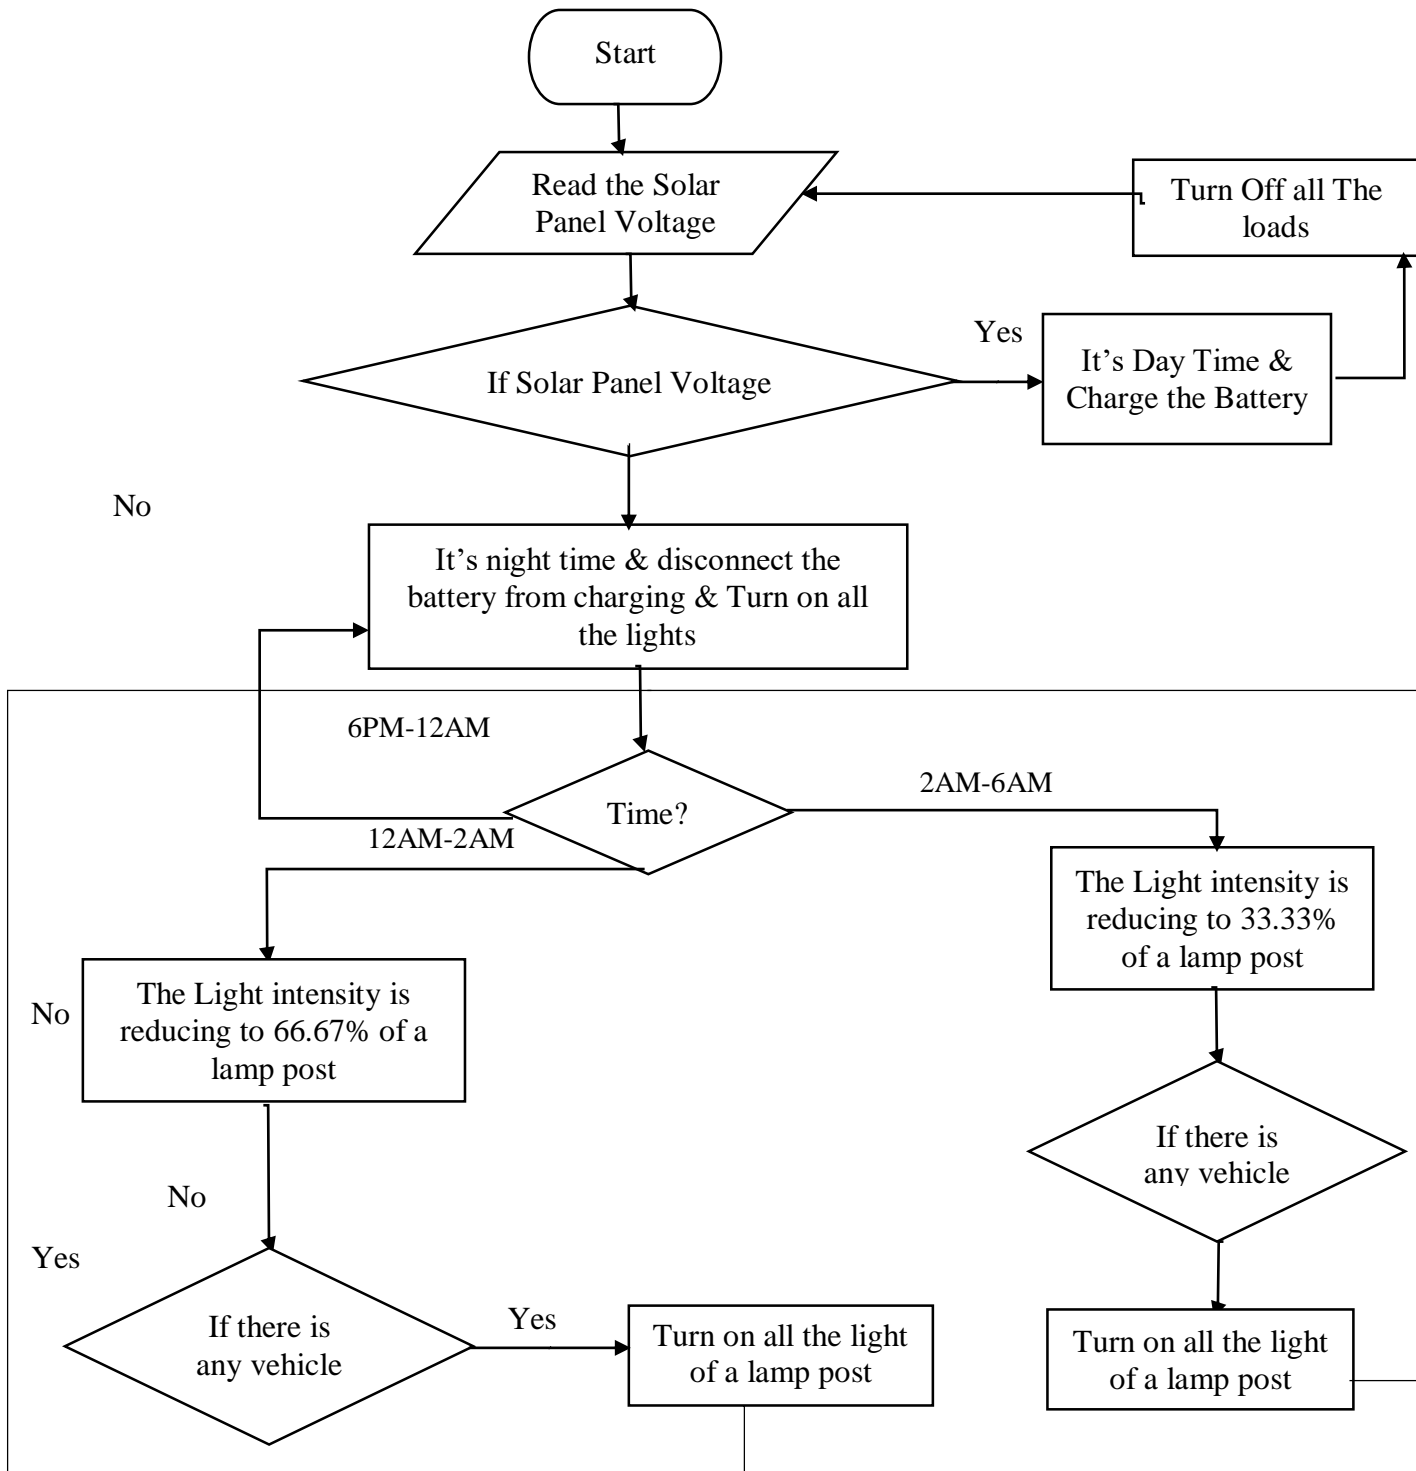 Start
Read the Solar
Panel Voltage
Turn Off all The
loads
If Solar Panel Voltage
Yes
It’s Day Time &
Charge the Battery
No
It’s night time & disconnect the
battery from charging & Turn on all
the lights
6PM-12AM
Time?
2AM-6AM
12AM-2AM
The Light intensity is
reducing to 33.33%
of a lamp post
No
The Light intensity is
reducing to 66.67% of a
lamp post
If there is
any vehicle
No
Yes
If there is
any vehicle
Yes
Turn on all the light
of a lamp post
Turn on all the light
of a lamp post